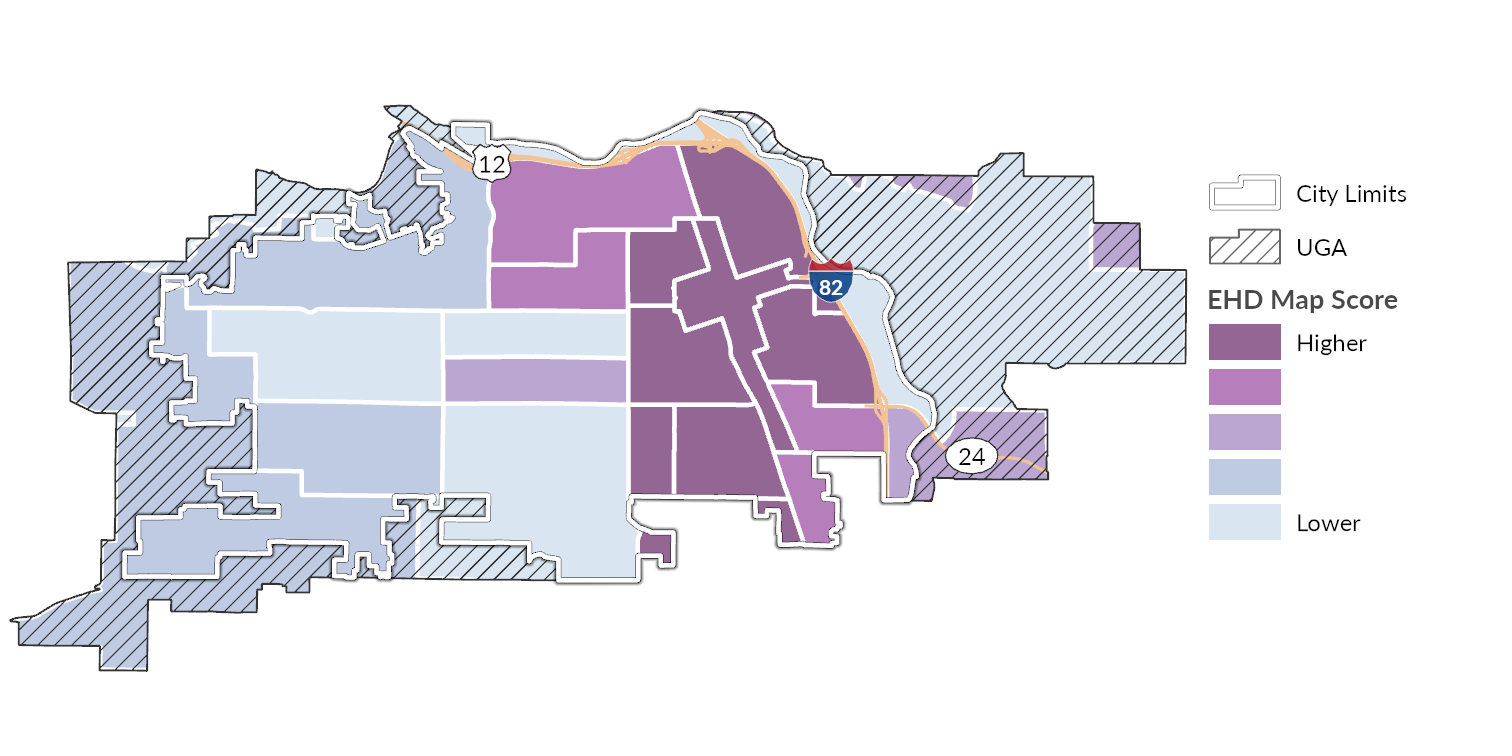 12
City Limits
UGA
82
EHD Map Score
Higher
24
Lower